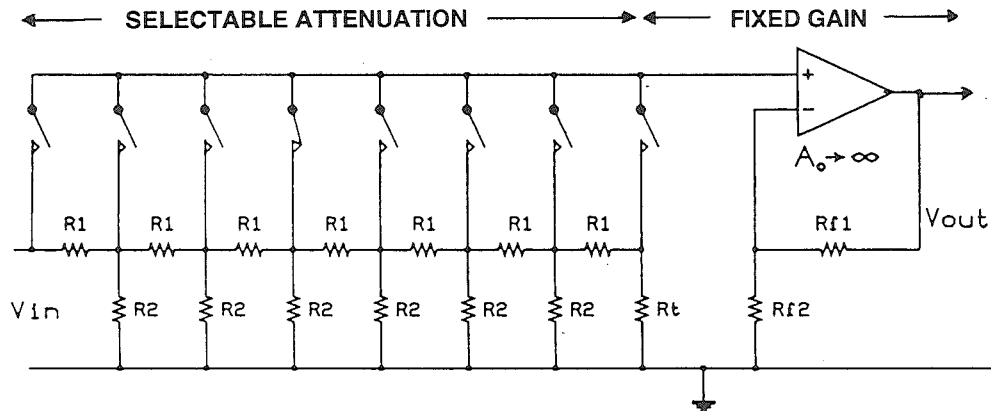 SELECTABLE ATTENUATION FIXED GAIN
+
−
A₀→∞
R1 R1 R1 R1 R1 R1 R1 Rf1 Vout
Vin R2 R2 R2 R2 R2 R2 Rt Rf2